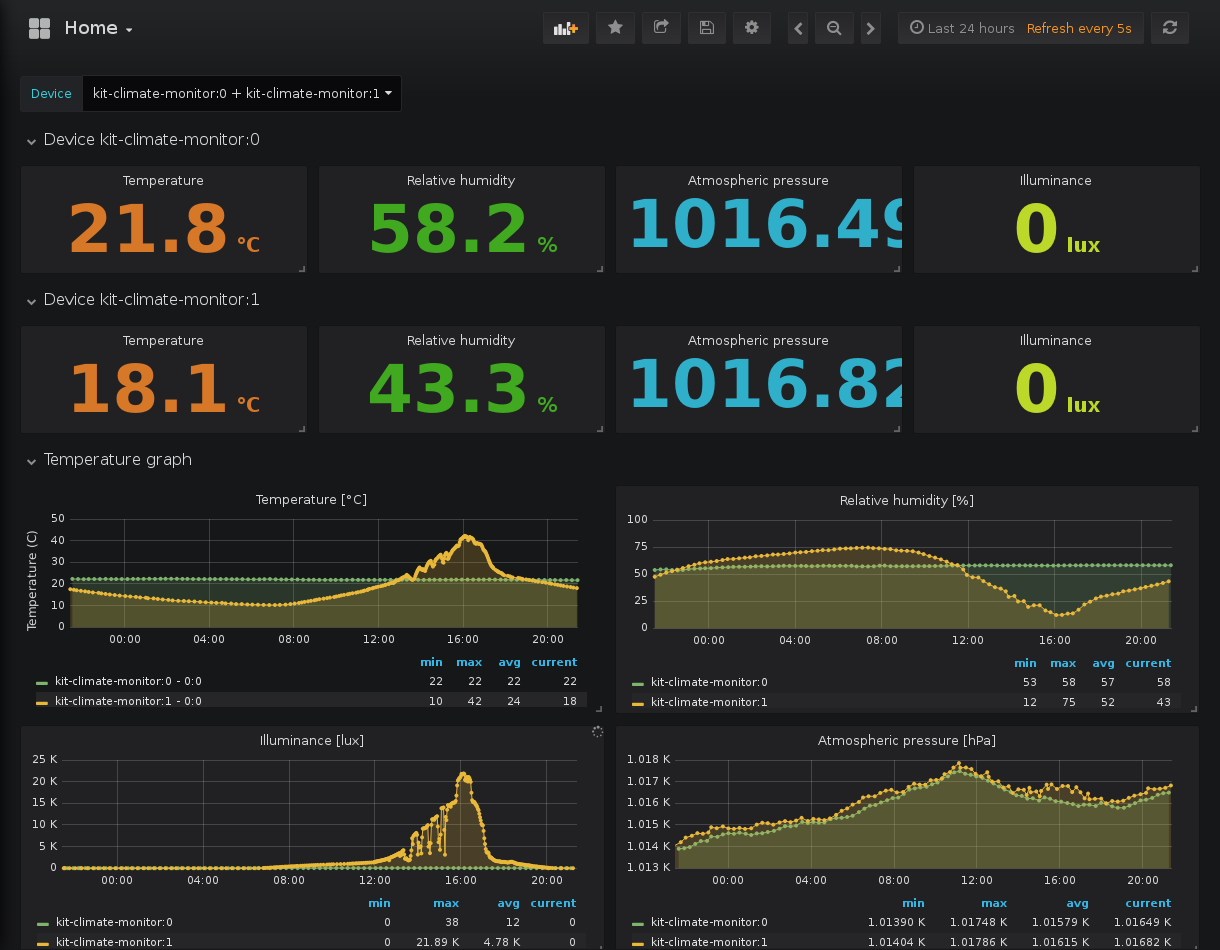 Home
Last 24 hours Refresh every 5s
Device kit-climate-monitor:0 + kit-climate-monitor:1
Device kit-climate-monitor:0
Temperature Relative humidity Atmospheric pressure Illuminance
21.8 °C 58.2 % 1016.49 0 lux
Device kit-climate-monitor:1
Temperature Relative humidity Atmospheric pressure Illuminance
18.1 °C 43.3 % 1016.82 0 lux
Temperature graph
Temperature [°C]
Temperature (C)
50
40
30
20
10
0
00:00 04:00 08:00 12:00 16:00 20:00
min max avg current
kit-climate-monitor:0 - 0:0 22 22 22 22
kit-climate-monitor:1 - 0:0 10 42 24 18
Relative humidity [%]
100
75
50
25
0
00:00 04:00 08:00 12:00 16:00 20:00
min max avg current
kit-climate-monitor:0 53 58 57 58
kit-climate-monitor:1 12 75 52 43
Illuminance [lux]
25 K
20 K
15 K
10 K
5 K
0
00:00 04:00 08:00 12:00 16:00 20:00
min max avg current
kit-climate-monitor:0 0 38 12 0
kit-climate-monitor:1 0 21.89 K 4.78 K 0
Atmospheric pressure [hPa]
1.018 K
1.017 K
1.016 K
1.015 K
1.014 K
1.013 K
00:00 04:00 08:00 12:00 16:00 20:00
min max avg current
kit-climate-monitor:0 1.01390 K 1.01748 K 1.01579 K 1.01649 K
kit-climate-monitor:1 1.01404 K 1.01786 K 1.01615 K 1.01682 K